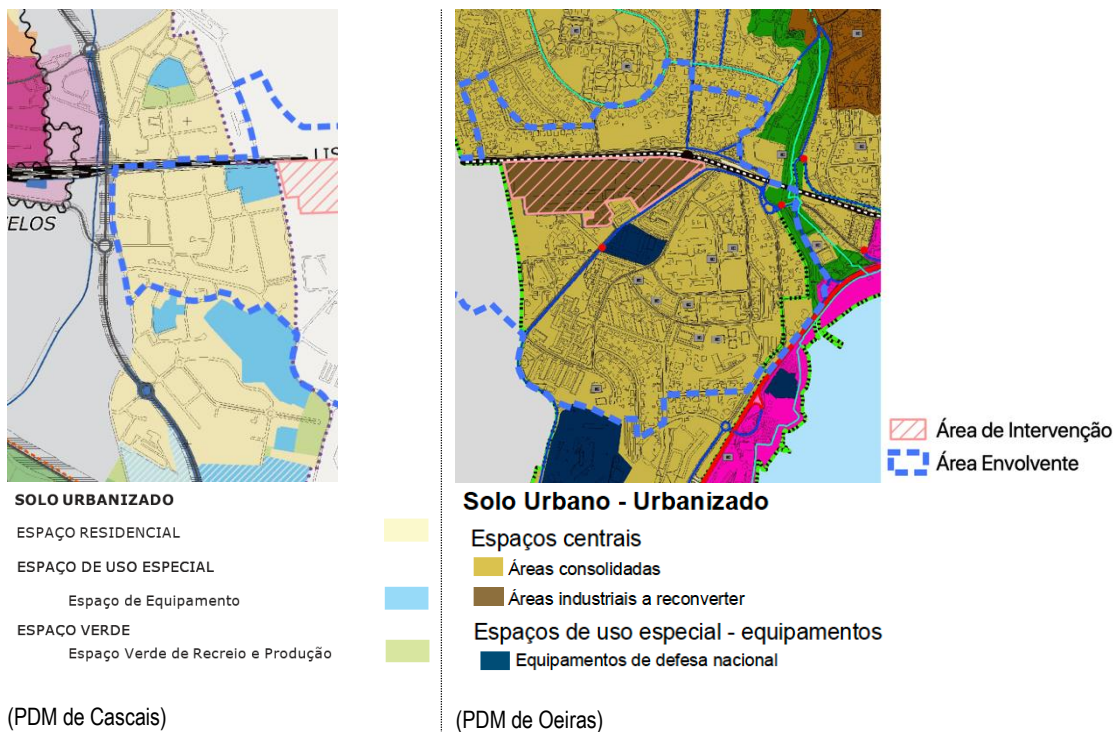 LIS
ELOS
Área de Intervenção
Área Envolvente
SOLO URBANIZADO
ESPAÇO RESIDENCIAL
ESPAÇO DE USO ESPECIAL
Espaço de Equipamento
ESPAÇO VERDE
Espaço Verde de Recreio e Produção
(PDM de Cascais)
Solo Urbano - Urbanizado
Espaços centrais
Áreas consolidadas
Áreas industriais a reconverter
Espaços de uso especial - equipamentos
Equipamentos de defesa nacional
(PDM de Oeiras)